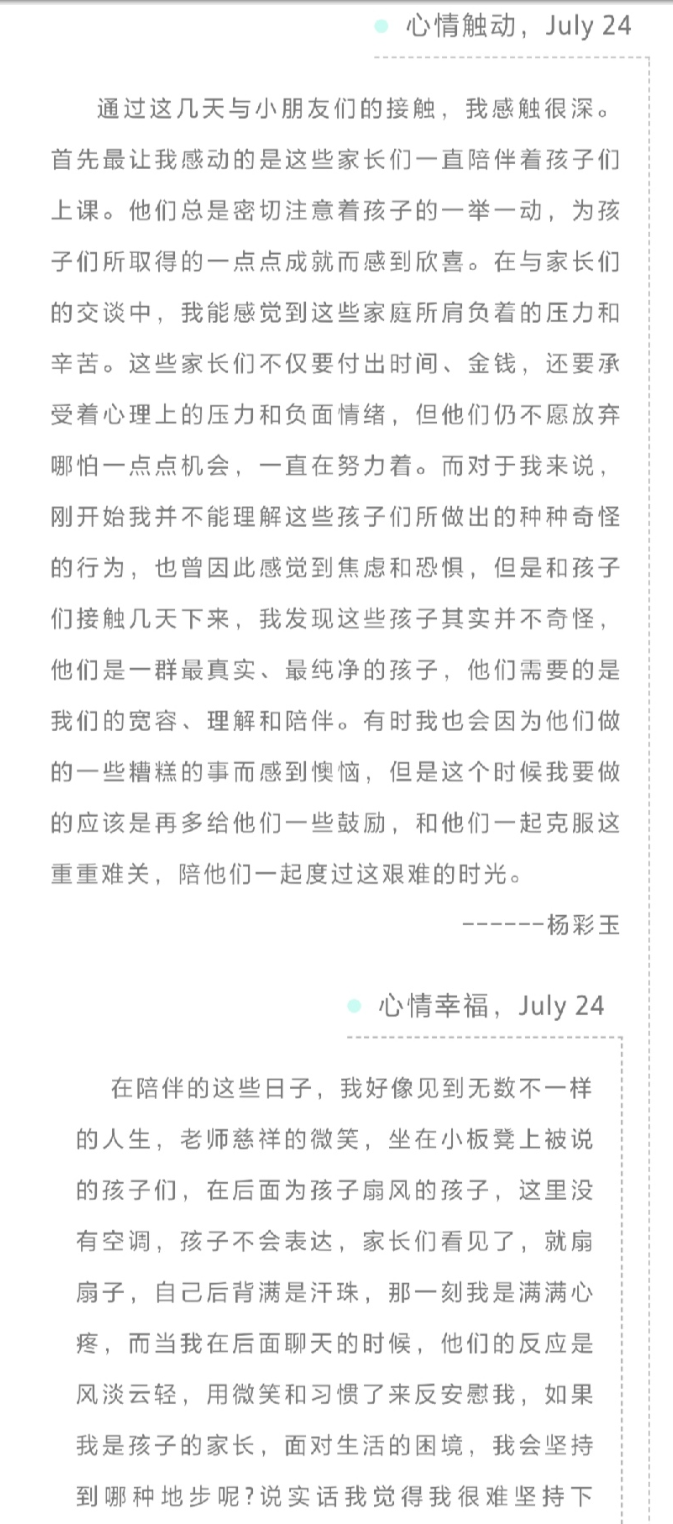 心情触动，July 24
通过这几天与小朋友们的接触，我感触很深。
首先最让我感动的是这些家长们一直陪伴着孩子们
上课。他们总是密切注意着孩子的一举一动，为孩
子们所取得的一点点成就而感到欣喜。在与家长们
的交谈中，我能感觉到这些家庭所肩负着的压力和
辛苦。这些家长们不仅要付出时间、金钱，还要承
受着心理上的压力和负面情绪，但他们仍不愿放弃
哪怕一点点机会，一直在努力着。而对于我来说，
刚开始我并不能理解这些孩子们所做出的种种奇怪
的行为，也曾因此感觉到焦虑和恐惧，但是和孩子
们接触几天下来，我发现这些孩子其实并不奇怪，
他们是一群最真实、最纯净的孩子，他们需要的是
我们的宽容、理解和陪伴。有时我也会因为他们做
的一些糟糕的事而感到懊恼，但是这个时候我要做
的应该是再多给他们一些鼓励，和他们一起克服这
重重难关，陪他们一起度过这艰难的时光。
------杨彩玉
心情幸福，July 24
在陪伴的这些日子，我好像见到无数不一样
的人生，老师慈祥的微笑，坐在小板凳上被说
的孩子们，在后面为孩子扇风的孩子，这里没
有空调，孩子不会表达，家长们看见了，就扇
扇子，自己后背满是汗珠，那一刻我是满满心
疼，而当我在后面聊天的时候，他们的反应是
风淡云轻，用微笑和习惯了来反安慰我，如果
我是孩子的家长，面对生活的困境，我会坚持
到哪种地步呢?说实话我觉得我很难坚持下